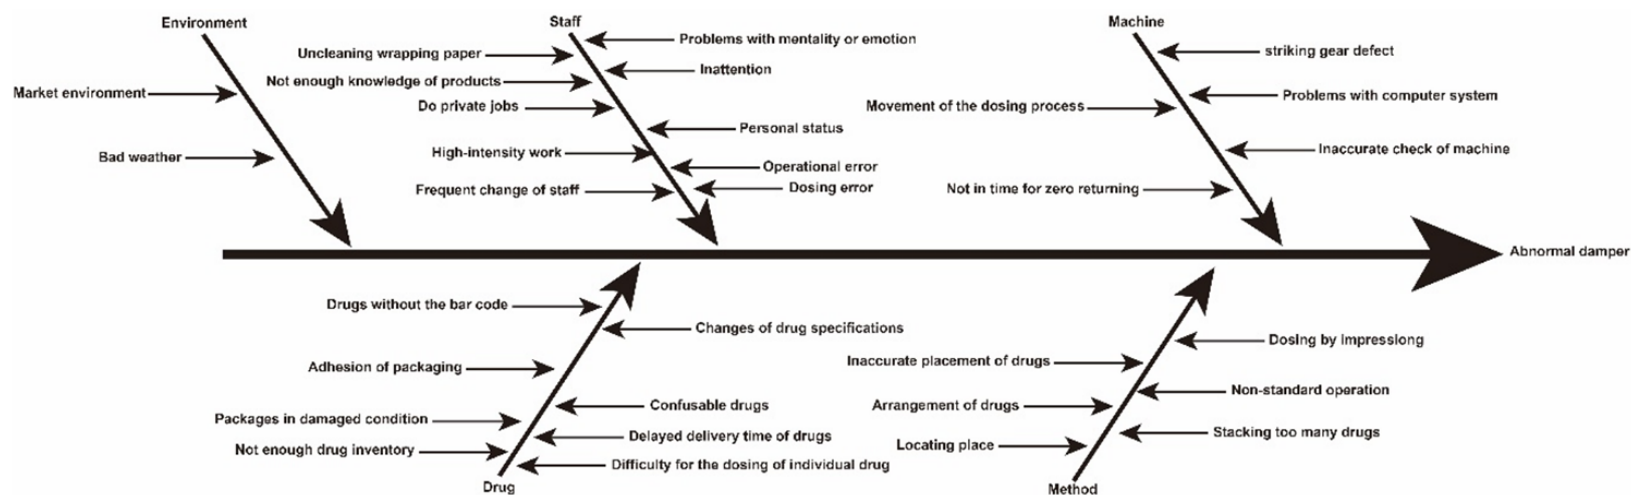 Environment
Market environment
Bad weather
Staff
Uncleaning wrapping paper
Not enough knowledge of products
Do private jobs
High-intensity work
Frequent change of staff
Problems with mentality or emotion
Inattention
Personal status
Operational error
Dosing error
Machine
Movement of the dosing process
Not in time for zero returning
striking gear defect
Problems with computer system
Inaccurate check of machine
Abnormal damper
Drugs without the bar code
Adhesion of packaging
Packages in damaged condition
Not enough drug inventory
Changes of drug specifications
Confusable drugs
Delayed delivery time of drugs
Difficulty for the dosing of individual drug
Drug
Inaccurate placement of drugs
Arrangement of drugs
Locating place
Dosing by impressiong
Non-standard operation
Stacking too many drugs
Method